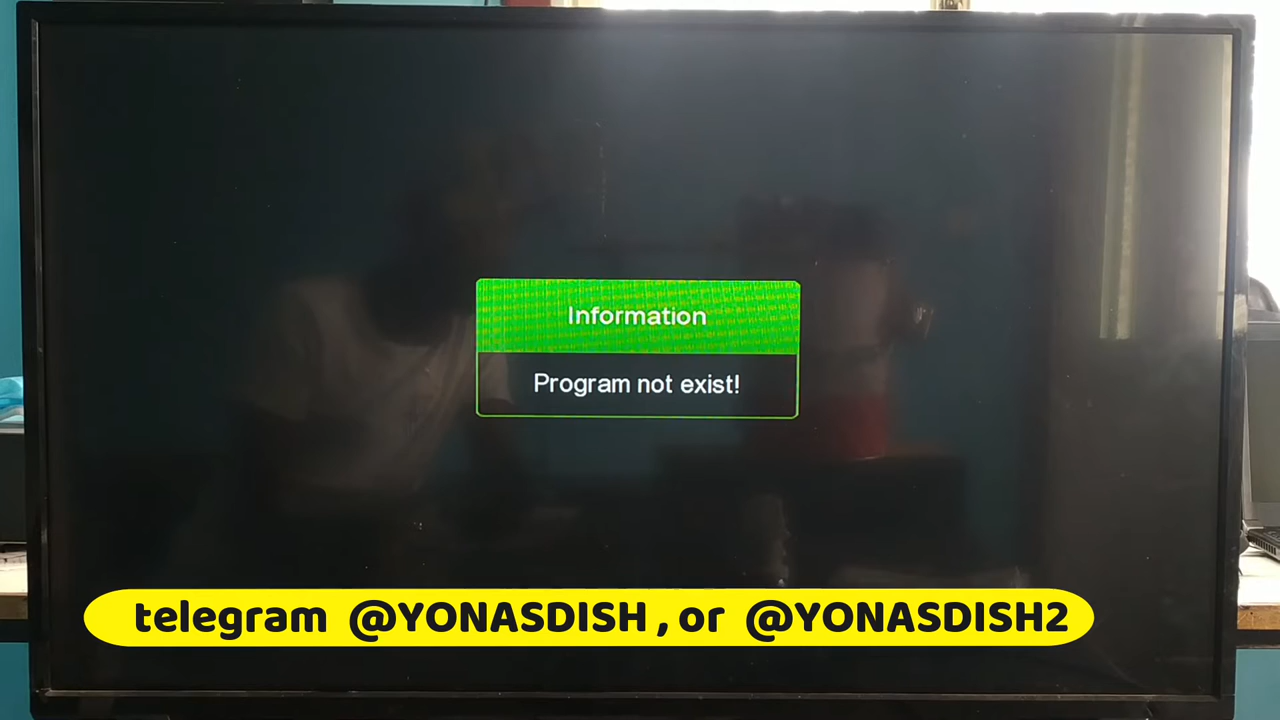 Information
Program not exist!
telegram @YONASDISH , or @YONASDISH2